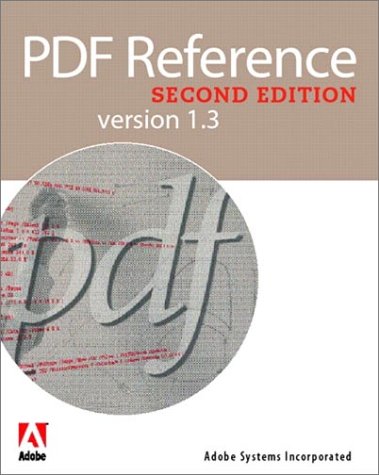 PDF Reference
SECOND EDITION
version 1.3
pdf
Adobe
Adobe Systems Incorporated